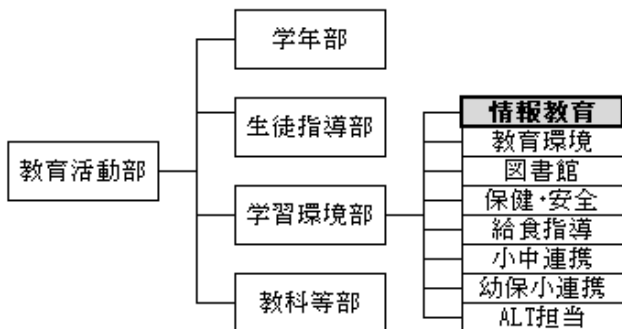 教育活動部
学年部
生徒指導部
学習環境部
教科等部
情報教育
教育環境
図書館
保健・安全
給食指導
小中連携
幼保小連携
ALT担当